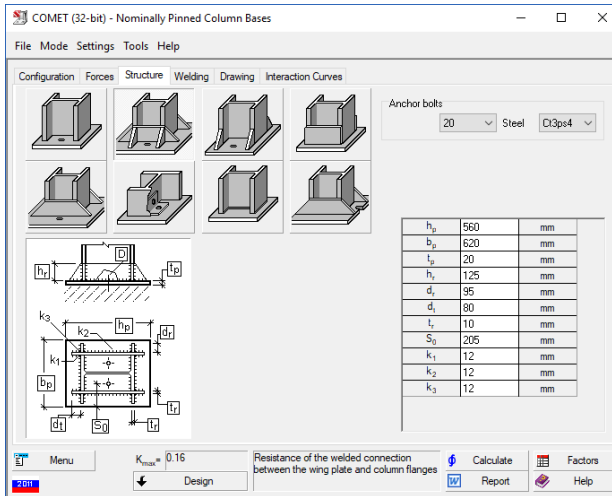 COMET (32-bit) - Nominally Pinned Column Bases
File Mode Settings Tools Help
Configuration Forces Structure Welding Drawing Interaction Curves
Anchor bolts
20 Steel Ct3ps4
hp 560 mm
bp 620 mm
tp 20 mm
hr 125 mm
dr 95 mm
dt 80 mm
tr 10 mm
S0 205 mm
k1 12 mm
k2 12 mm
k3 12 mm
D
hr tp
k3 k2 hp dr
k1
bp
tr
dt S0 tr
Menu Kmax= 0.16 Resistance of the welded connection between the wing plate and column flanges Calculate Factors
2011 Design Report Help